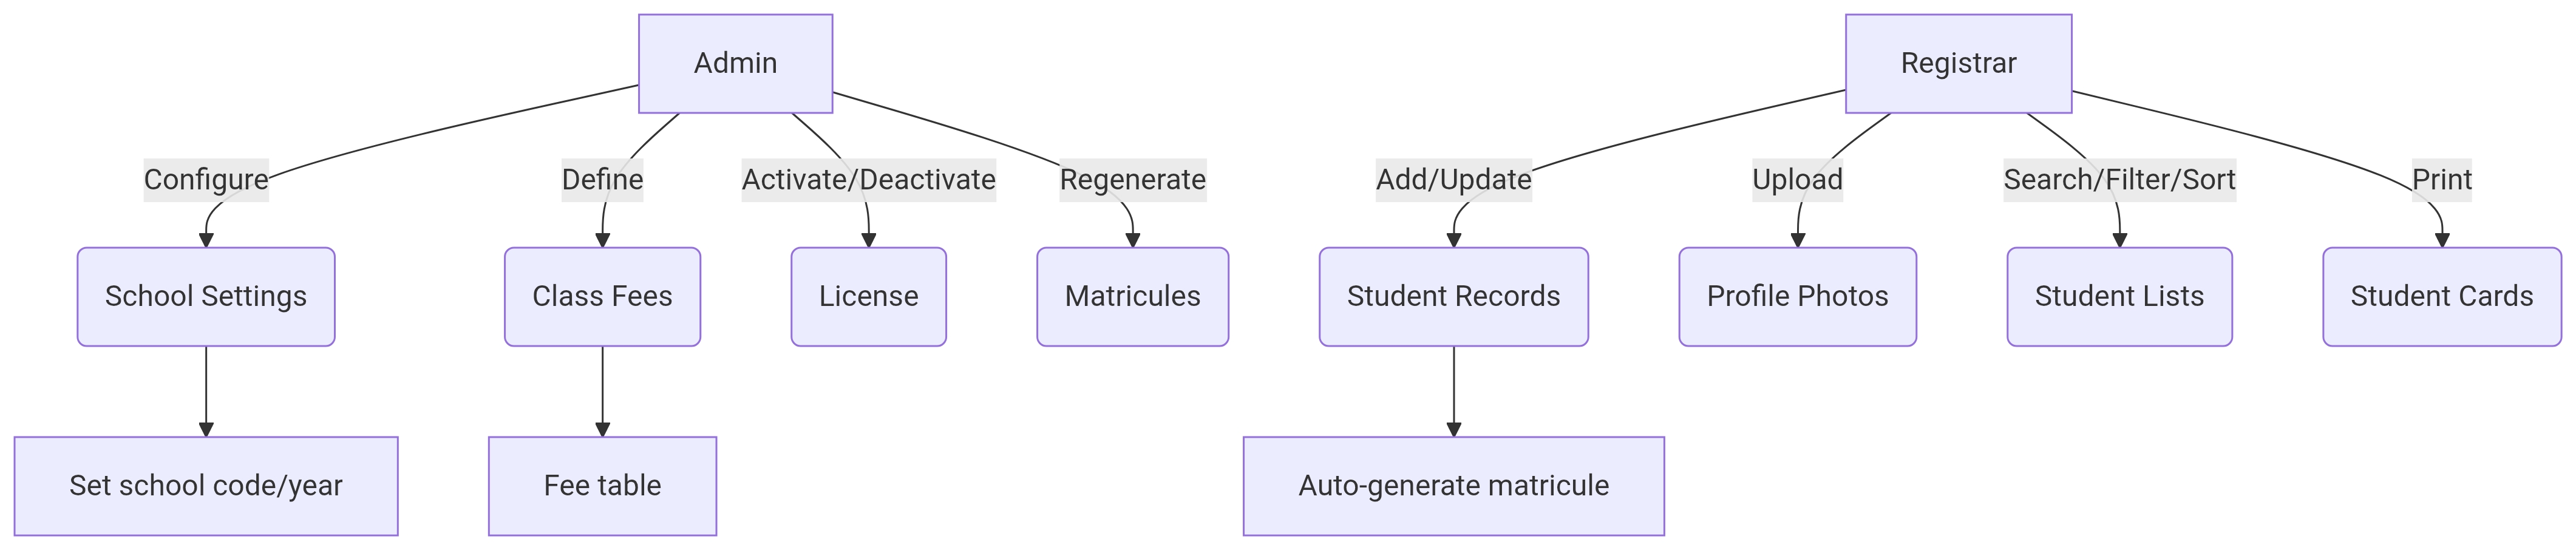 Admin
Registrar
Configure
Define
Activate/Deactivate
Regenerate
Add/Update
Upload
Search/Filter/Sort
Print
School Settings
Class Fees
License
Matricules
Student Records
Profile Photos
Student Lists
Student Cards
Set school code/year
Fee table
Auto-generate matricule